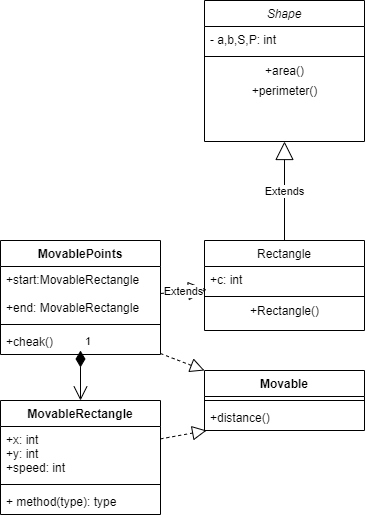 Shape
- a,b,S,P: int
+area()
+perimeter()
Extends
MovablePoints
+start:MovableRectangle
+end: MovableRectangle
+cheak()
1
Extends
Rectangle
+c: int
+Rectangle()
Movable
+distance()
MovableRectangle
+x: int
+y: int
+speed: int
+ method(type): type